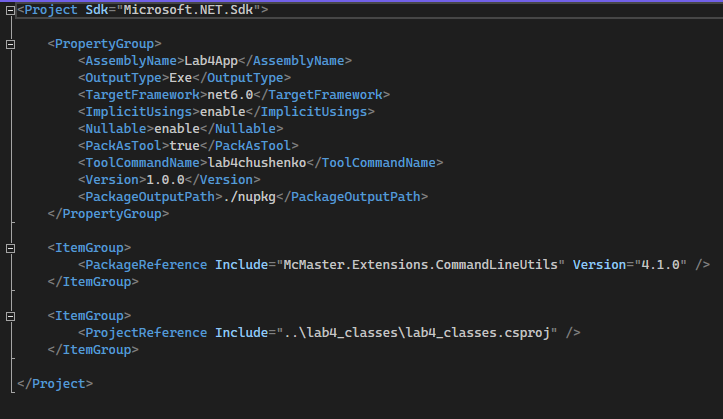 <Project Sdk="Microsoft.NET.Sdk">
<PropertyGroup>
<AssemblyName>Lab4App</AssemblyName>
<OutputType>Exe</OutputType>
<TargetFramework>net6.0</TargetFramework>
<ImplicitUsings>enable</ImplicitUsings>
<Nullable>enable</Nullable>
<PackAsTool>true</PackAsTool>
<ToolCommandName>lab4chushenko</ToolCommandName>
<Version>1.0.0</Version>
<PackageOutputPath>./nupkg</PackageOutputPath>
</PropertyGroup>
<ItemGroup>
<PackageReference Include="McMaster.Extensions.CommandLineUtils" Version="4.1.0" />
</ItemGroup>
<ItemGroup>
<ProjectReference Include="..\lab4_classes\lab4_classes.csproj" />
</ItemGroup>
</Project>